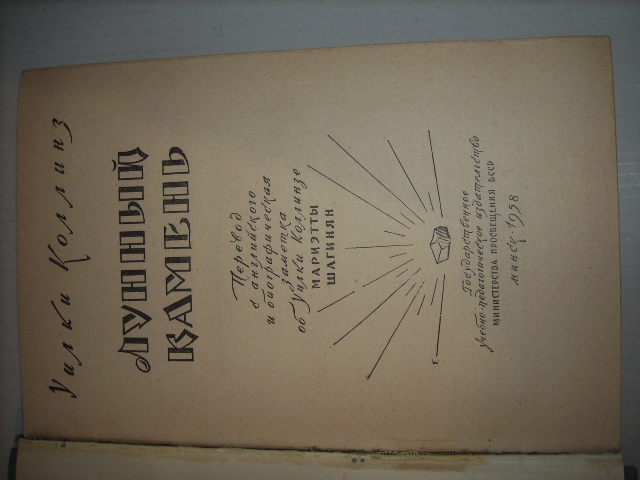 Уилки Коллинз
ЛУННЫЙ
КАМЕНЬ
Перевод
с английского
и биографическая
заметка
об Уилки Коллинзе
МАРИЭТТЫ
ШАГИНЯН
Государственное
учебно-педагогическое издательство
МИНИСТЕРСТВА ПРОСВЕЩЕНИЯ БССР
МИНСК-1958